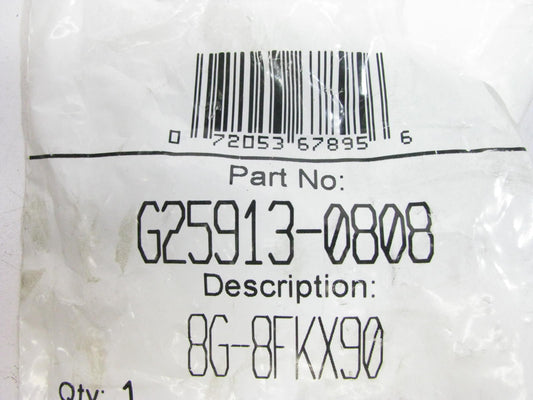 0 72053 67895 6
Part No:
G25913-0808
Description:
8G-8FKX90
Qty: 1